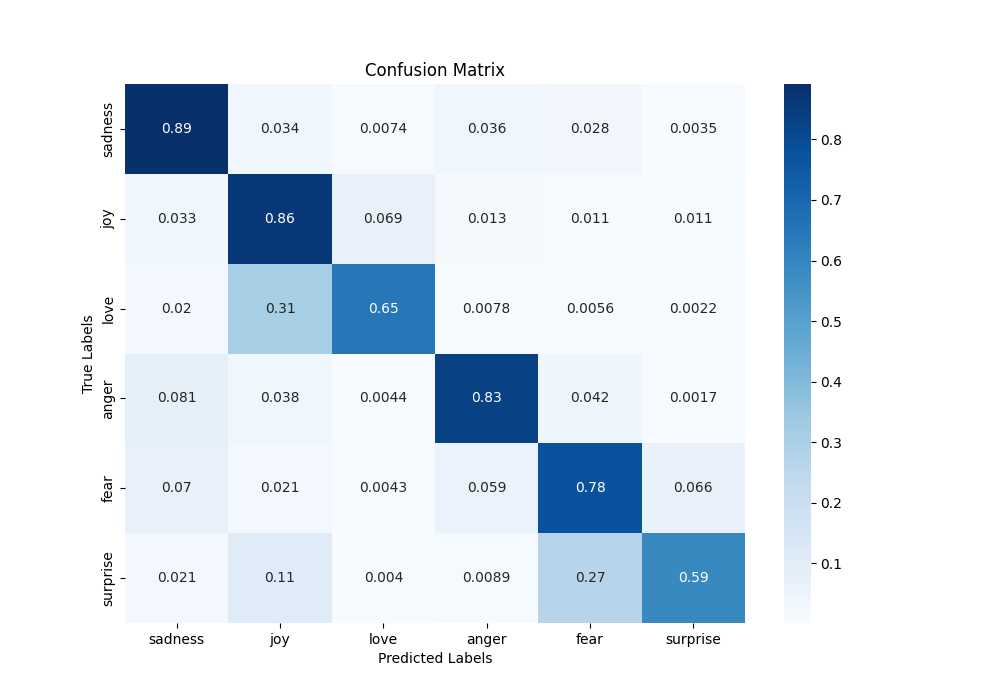 Confusion Matrix
sadness 0.89 0.034 0.0074 0.036 0.028 0.0035
joy 0.033 0.86 0.069 0.013 0.011 0.011
love 0.02 0.31 0.65 0.0078 0.0056 0.0022
anger 0.081 0.038 0.0044 0.83 0.042 0.0017
fear 0.07 0.021 0.0043 0.059 0.78 0.066
surprise 0.021 0.11 0.004 0.0089 0.27 0.59
True Labels
sadness joy love anger fear surprise
Predicted Labels
0.8
0.7
0.6
0.5
0.4
0.3
0.2
0.1